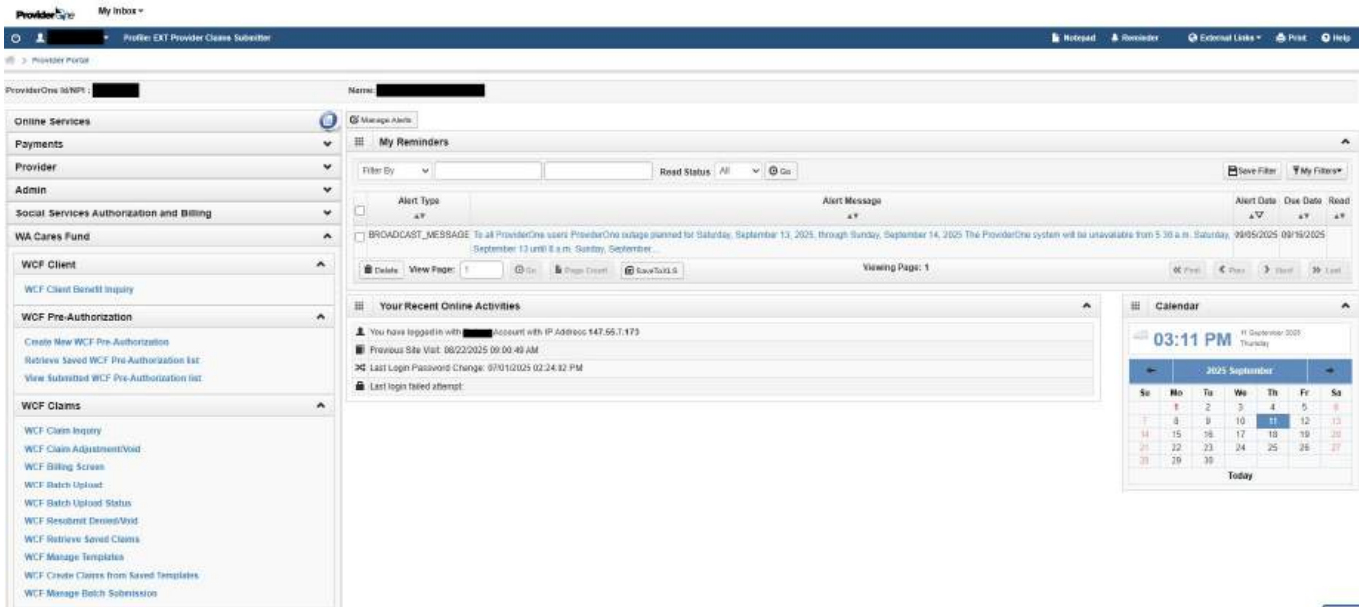 ProviderOne My Inbox
Profile: EXT Provider Claims Submitter Notepad Reminder External Links Print Help
> Provider Portal
ProviderOne Id/NPI : Name:
Online Services
Payments
Provider
Admin
Social Services Authorization and Billing
WA Cares Fund
WCF Client
WCF Client Benefit Inquiry
WCF Pre-Authorization
Create New WCF Pre-Authorization
Retrieve Saved WCF Pre-Authorization list
View Submitted WCF Pre-Authorization list
WCF Claims
WCF Claim Inquiry
WCF Claim Adjustment/Void
WCF Billing Screen
WCF Batch Upload
WCF Batch Upload Status
WCF Resubmit Denied/Void
WCF Retrieve Saved Claims
WCF Manage Templates
WCF Create Claims from Saved Templates
WCF Manage Batch Submission
Manage Alerts
My Reminders
Filter By Read Status All Go Save Filter My Filters
Alert Type Alert Message Alert Date Due Date Read
BROADCAST_MESSAGE To all ProviderOne users ProviderOne outage planned for Saturday, September 13, 2025, through Sunday, September 14, 2025 The ProviderOne system will be unavailable from 5:30 a.m. Saturday, 09/05/2025 09/16/2025
September 13 until 8 a.m. Sunday, September...
Delete View Page: 1 Go Page Count SaveToXLS Viewing Page: 1 First Prev Next Last
Your Recent Online Activities
You have logged in with Account with IP Address 147.55.7.173
Previous Site Visit: 08/22/2025 09:00:49 AM
Last Login Password Change: 07/01/2025 02:24:02 PM
Last login failed attempt:
Calendar
03:11 PM 11 September 2025
Thursday
2025 September
Su Mo Tu We Th Fr Sa
1 2 3 4 5 6
7 8 9 10 11 12 13
14 15 16 17 18 19 20
21 22 23 24 25 26 27
28 29 30
Today